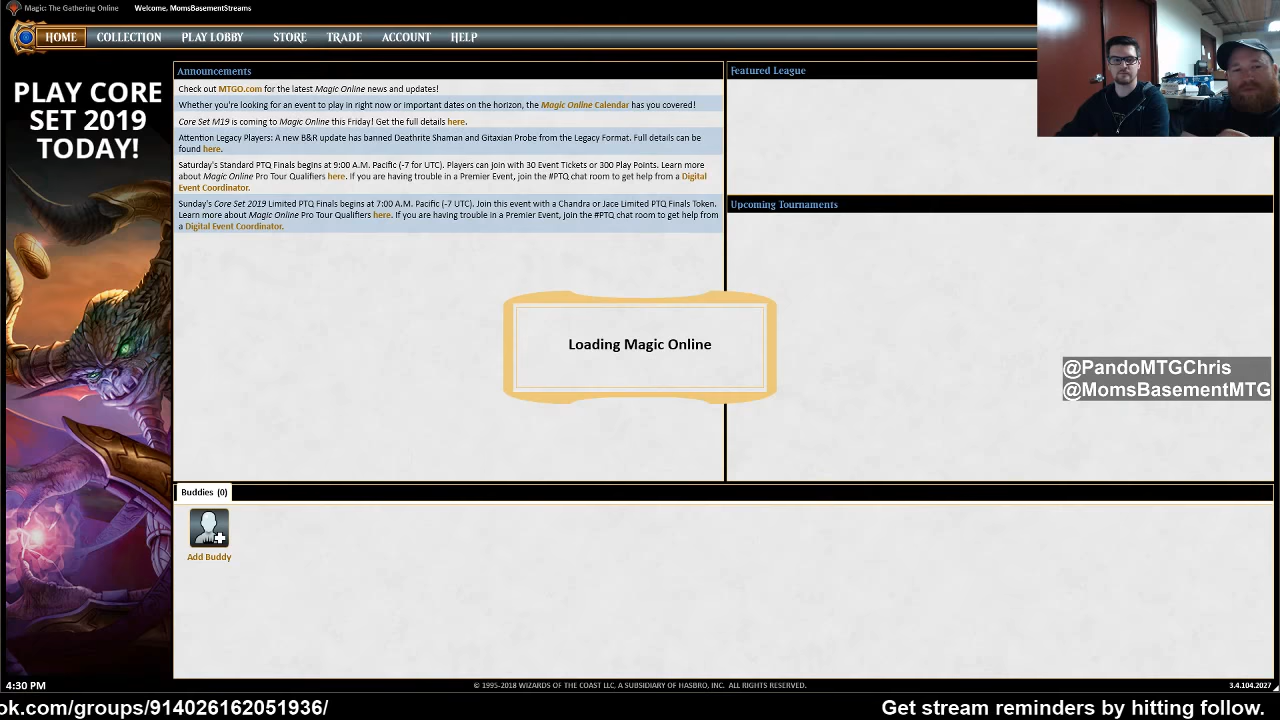 Magic: The Gathering Online
Welcome, MomsBasementStreams
HOME
COLLECTION
PLAY LOBBY
STORE
TRADE
ACCOUNT
HELP
PLAY CORE
SET 2019
TODAY!
Announcements
Check out MTGO.com for the latest Magic Online news and updates!
Whether you're looking for an event to play in right now or important dates on the horizon, the Magic Online Calendar has you covered!
Core Set M19 is coming to Magic Online this Friday! Get the full details here.
Attention Legacy Players: A new B&R update has banned Deathrite Shaman and Gitaxian Probe from the Legacy Format. Full details can be
found here.
Saturday's Standard PTQ Finals begins at 9:00 A.M. Pacific (-7 for UTC). Players can join with 30 Event Tickets or 300 Play Points. Learn more
about Magic Online Pro Tour Qualifiers here. If you are having trouble in a Premier Event, join the #PTQ chat room to get help from a Digital
Event Coordinator.
Sunday's Core Set 2019 Limited PTQ Finals begins at 7:00 A.M. Pacific (-7 UTC). Join this event with a Chandra or Jace Limited PTQ Finals Token.
Learn more about Magic Online Pro Tour Qualifiers here. If you are having trouble in a Premier Event, join the #PTQ chat room to get help from
a Digital Event Coordinator.
Featured League
Upcoming Tournaments
Loading Magic Online
@PandoMTGChris
@MomsBasementMTG
Buddies (0)
Add Buddy
4:30 PM
© 1995-2018 WIZARDS OF THE COAST LLC, A SUBSIDIARY OF HASBRO, INC. ALL RIGHTS RESERVED.
3.4.104.2027
ok.com/groups/914026162051936/
Get stream reminders by hitting follow.